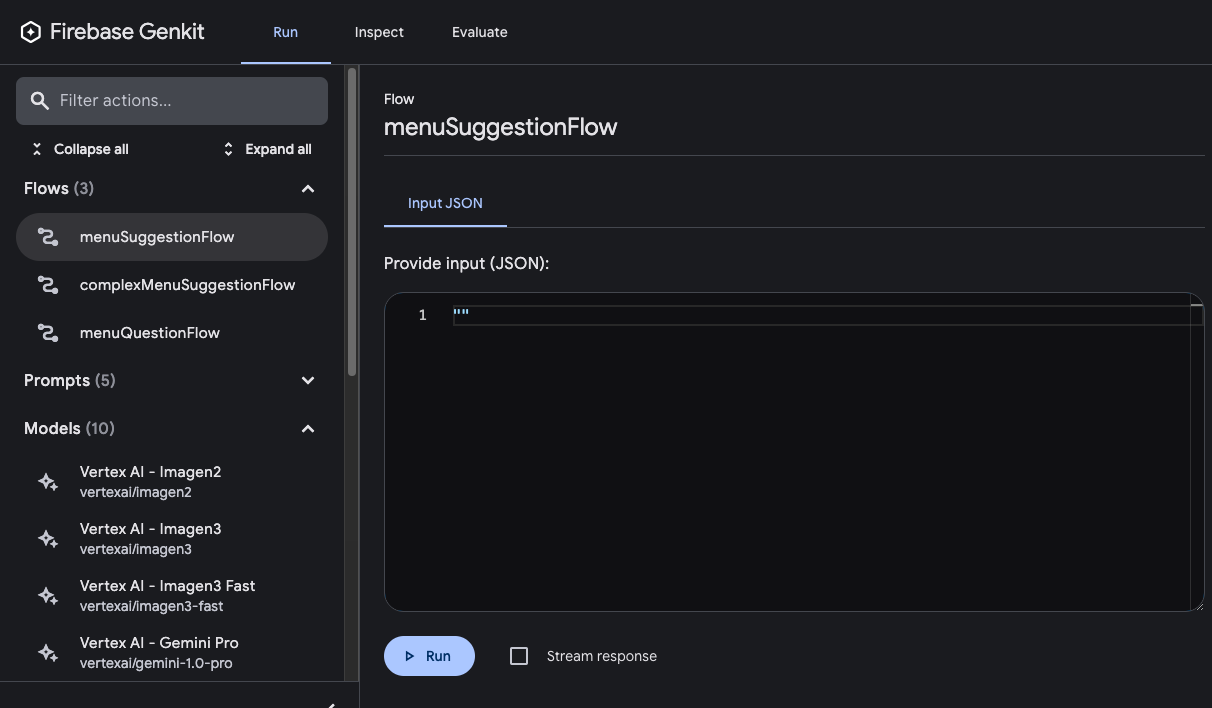 Firebase Genkit
Run
Inspect
Evaluate
Filter actions...
Collapse all
Expand all
Flows (3)
menuSuggestionFlow
complexMenuSuggestionFlow
menuQuestionFlow
Prompts (5)
Models (10)
Vertex AI - Imagen2
vertexai/imagen2
Vertex AI - Imagen3
vertexai/imagen3
Vertex AI - Imagen3 Fast
vertexai/imagen3-fast
Vertex AI - Gemini Pro
vertexai/gemini-1.0-pro
Flow
menuSuggestionFlow
Input JSON
Provide input (JSON):
1 ""
Run
Stream response